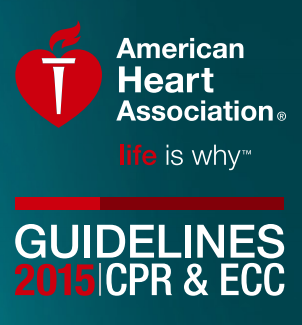 American
Heart
Association®
life is why™
GUIDELINES
2015|CPR & ECC